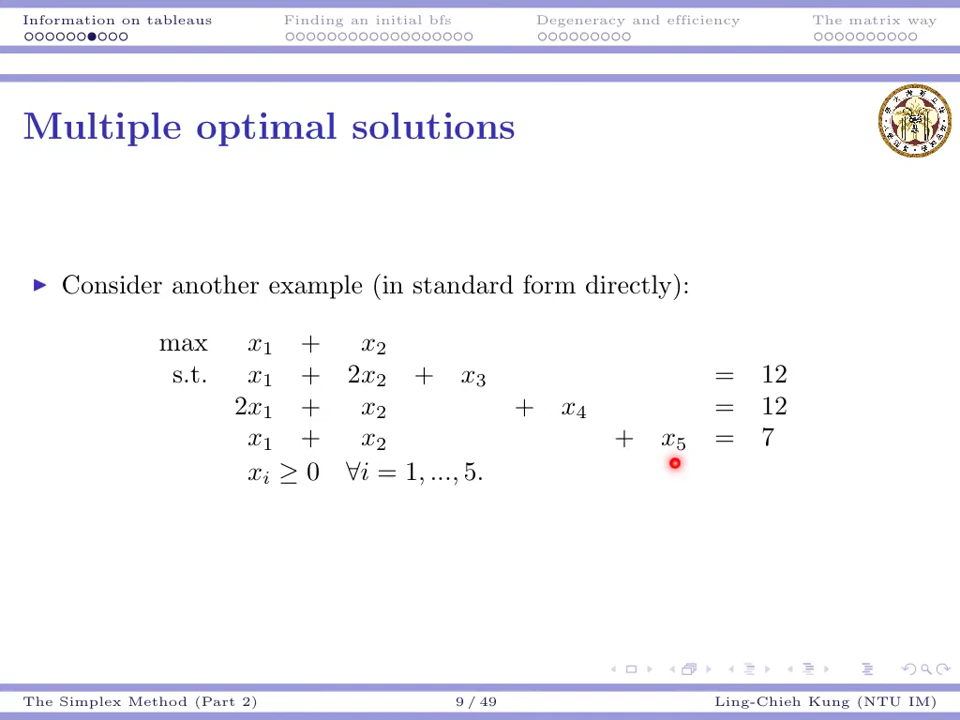 Information on tableaus Finding an initial bfs Degeneracy and efficiency The matrix way
Multiple optimal solutions
Consider another example (in standard form directly):
max x₁ + x₂
s.t. x₁ + 2x₂ + x₃ = 12
2x₁ + x₂ + x₄ = 12
x₁ + x₂ + x₅ = 7
xᵢ ≥ 0 ∀i = 1, ..., 5.
The Simplex Method (Part 2) 9 / 49 Ling-Chieh Kung (NTU IM)